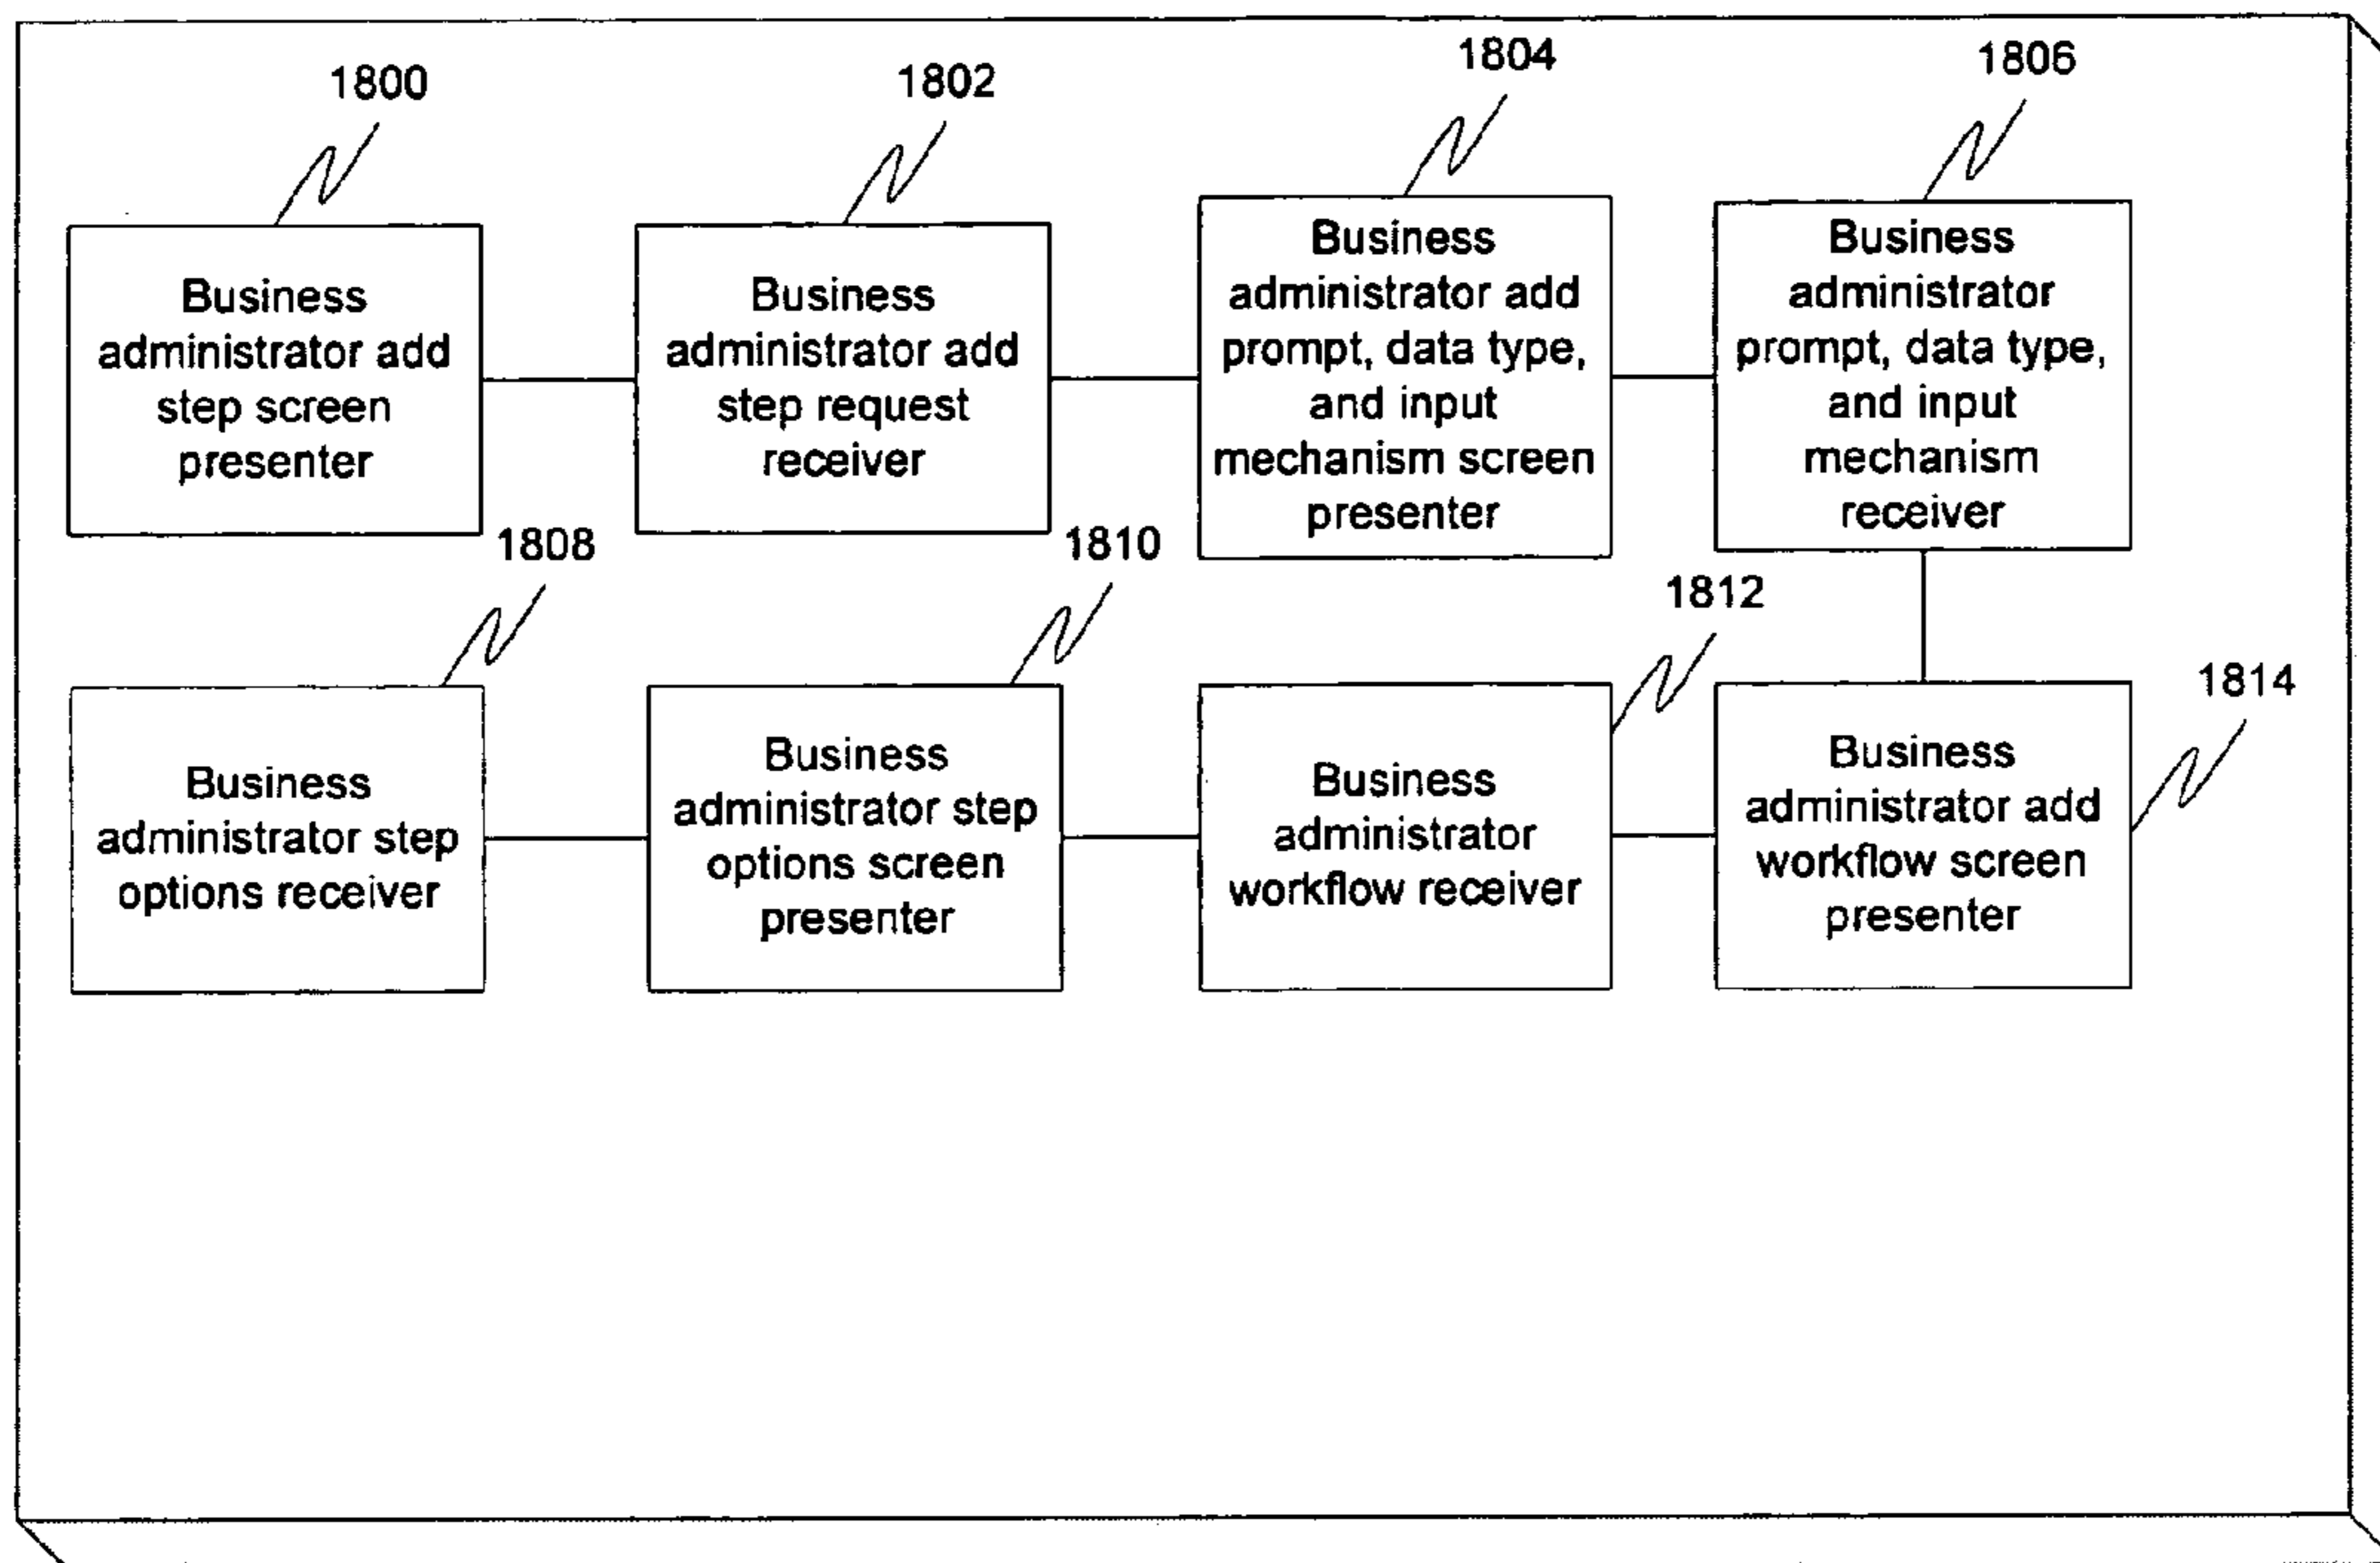 1800
1802
1804
1806
Business
administrator add
step screen
presenter
Business
administrator add
step request
receiver
Business
administrator add
prompt, data type,
and input
mechanism screen
presenter
Business
administrator
prompt, data type,
and input
mechanism
receiver
1808
1810
1812
1814
Business
administrator step
options receiver
Business
administrator step
options screen
presenter
Business
administrator
workflow receiver
Business
administrator add
workflow screen
presenter